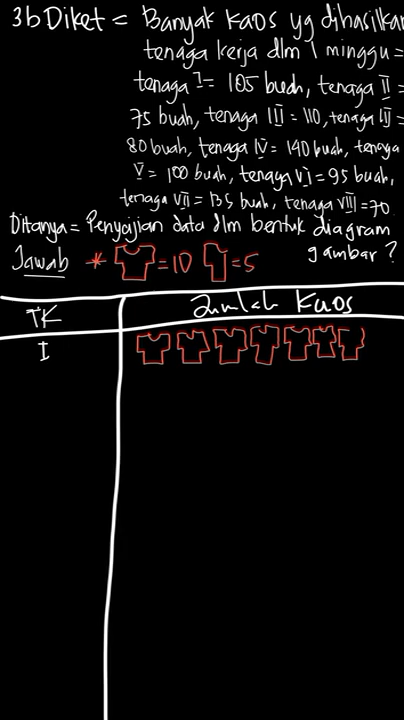 3b Diket = Banyak Kaos yg dihasilkan
tenaga kerja dlm 1 minggu =
tenaga I = 105 buah, tenaga II =
75 buah, tenaga III = 110, tenaga IV =
80 buah, tenaga IV = 140 buah, tenaga
V = 100 buah, tenaga VI = 95 buah,
tenaga VII = 135 buah, tenaga VIII = 70
Ditanya = Penyajian data dlm bentuk diagram
gambar ?
Jawab * = 10 = 5
TK Jumlah Kaos
I